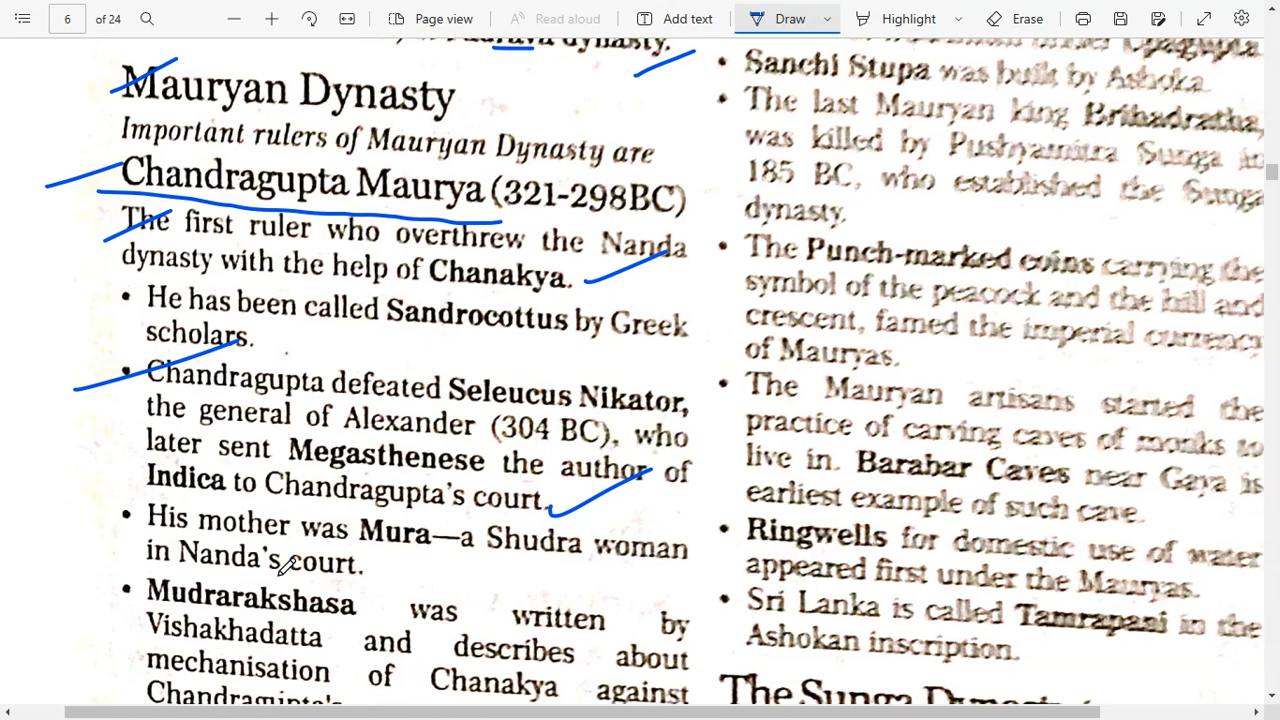 6 of 24 Page view Read aloud Add text Draw Highlight Erase
dynasty.
Mauryan Dynasty
Important rulers of Mauryan Dynasty are
Chandragupta Maurya (321-298BC)
The first ruler who overthrew the Nanda
dynasty with the help of Chanakya.
• He has been called Sandrocottus by Greek
scholars.
• Chandragupta defeated Seleucus Nikator,
the general of Alexander (304 BC), who
later sent Megasthenese the author of
Indica to Chandragupta's court.
• His mother was Mura—a Shudra woman
in Nanda's court.
• Mudrarakshasa was written by
Vishakhadatta and describes about
mechanisation of Chanakya against
• Sanchi Stupa was built by Ashoka.
• The last Mauryan king Brihadratha,
was killed by Pushyamitra Sunga in
185 BC, who established the Sunga
dynasty.
• The Punch-marked coins carrying the
symbol of the peacock and the hill and
crescent, famed the imperial currency
of Mauryas.
• The Mauryan artisans started the
practice of carving caves of monks to
live in. Barabar Caves near Gaya is
earliest example of such cave.
• Ringwells for domestic use of water
appeared first under the Mauryas.
• Sri Lanka is called Tamrapani in the
Ashokan inscription.
The Sunga Dynasty